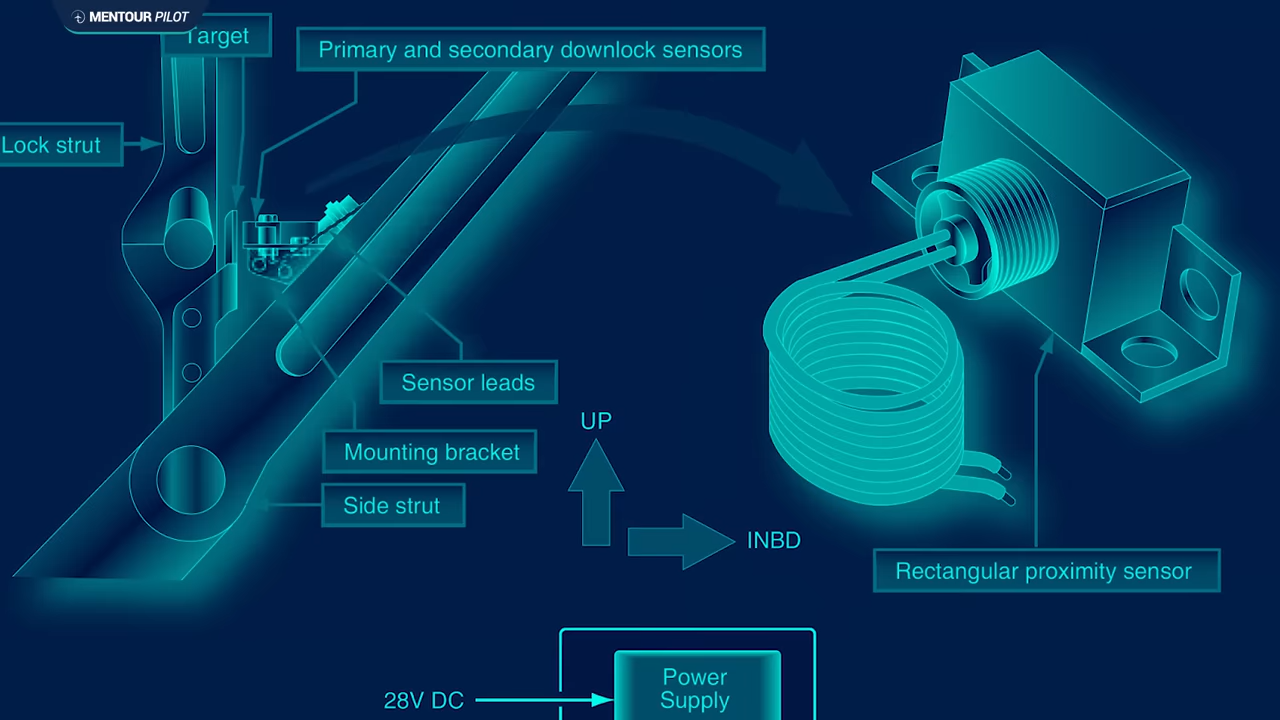 MENTOUR PILOT
Target
Primary and secondary downlock sensors
Lock strut
Sensor leads
UP
Mounting bracket
Side strut
INBD
Rectangular proximity sensor
Power
Supply
28V DC